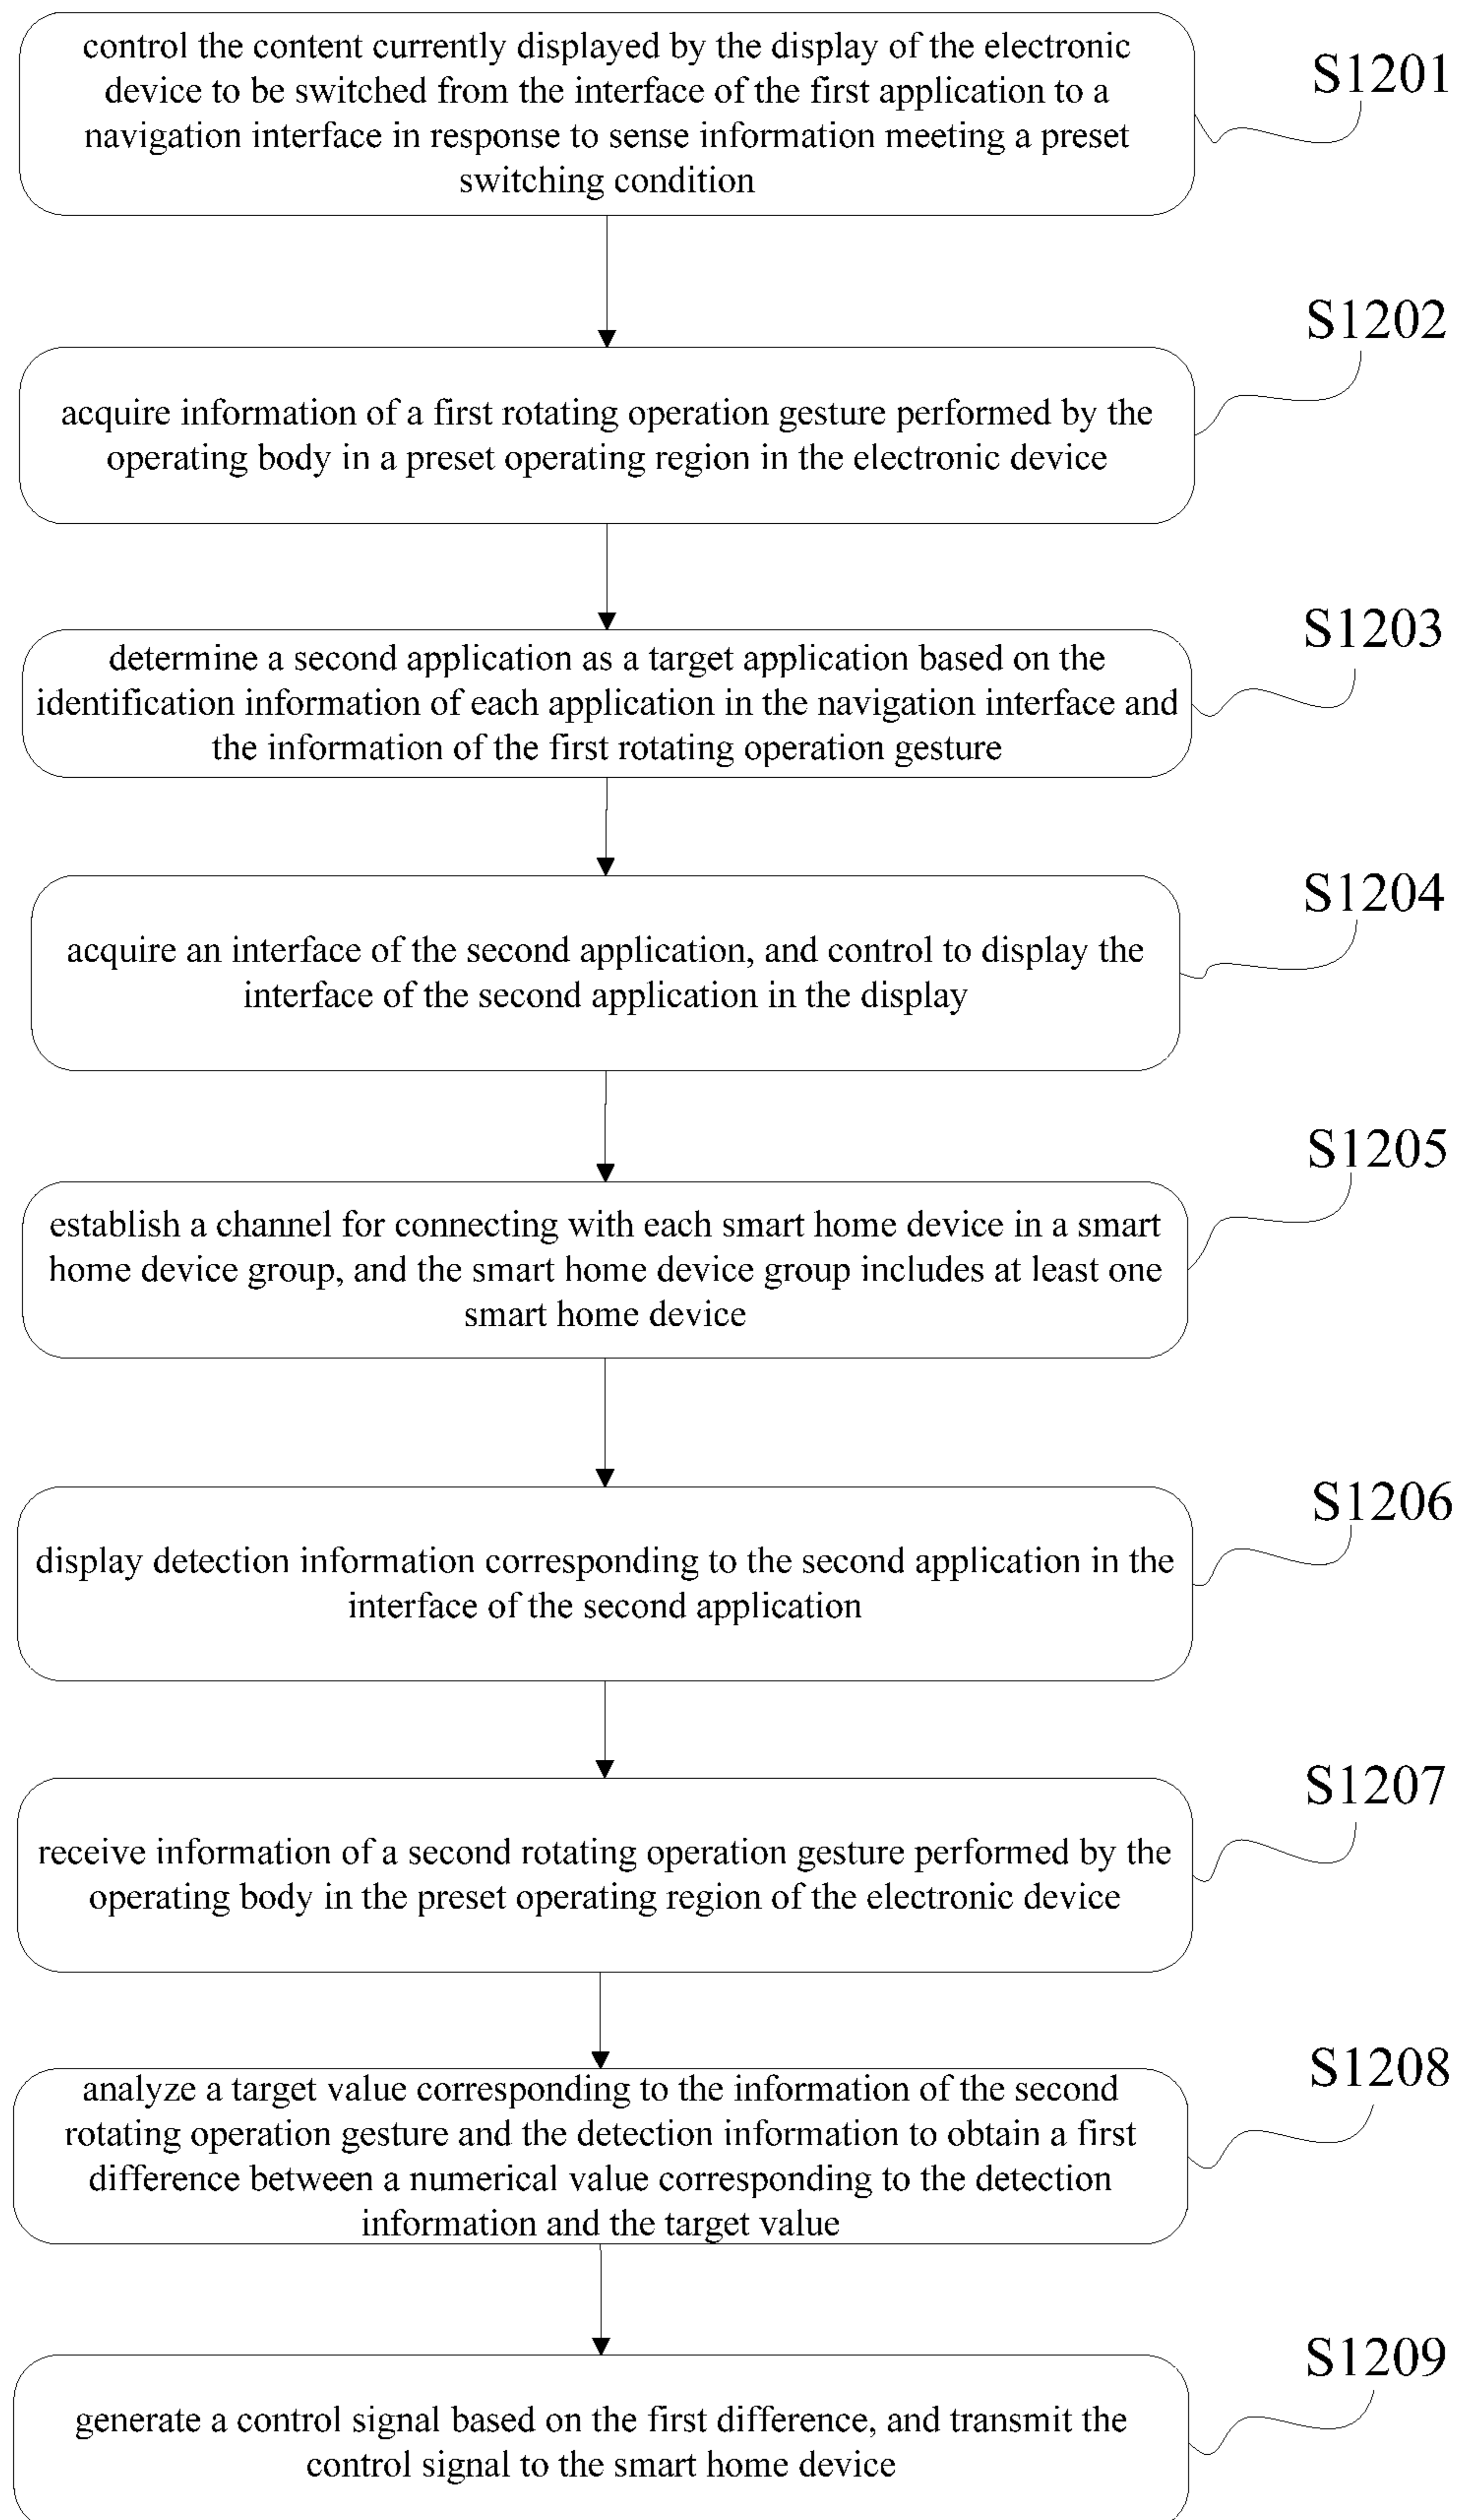 control the content currently displayed by the display of the electronic
device to be switched from the interface of the first application to a
navigation interface in response to sense information meeting a preset
switching condition
S1201
acquire information of a first rotating operation gesture performed by the
operating body in a preset operating region in the electronic device
S1202
determine a second application as a target application based on the
identification information of each application in the navigation interface and
the information of the first rotating operation gesture
S1203
acquire an interface of the second application, and control to display the
interface of the second application in the display
S1204
establish a channel for connecting with each smart home device in a smart
home device group, and the smart home device group includes at least one
smart home device
S1205
display detection information corresponding to the second application in the
interface of the second application
S1206
receive information of a second rotating operation gesture performed by the
operating body in the preset operating region of the electronic device
S1207
analyze a target value corresponding to the information of the second
rotating operation gesture and the detection information to obtain a first
difference between a numerical value corresponding to the detection
information and the target value
S1208
generate a control signal based on the first difference, and transmit the
control signal to the smart home device
S1209